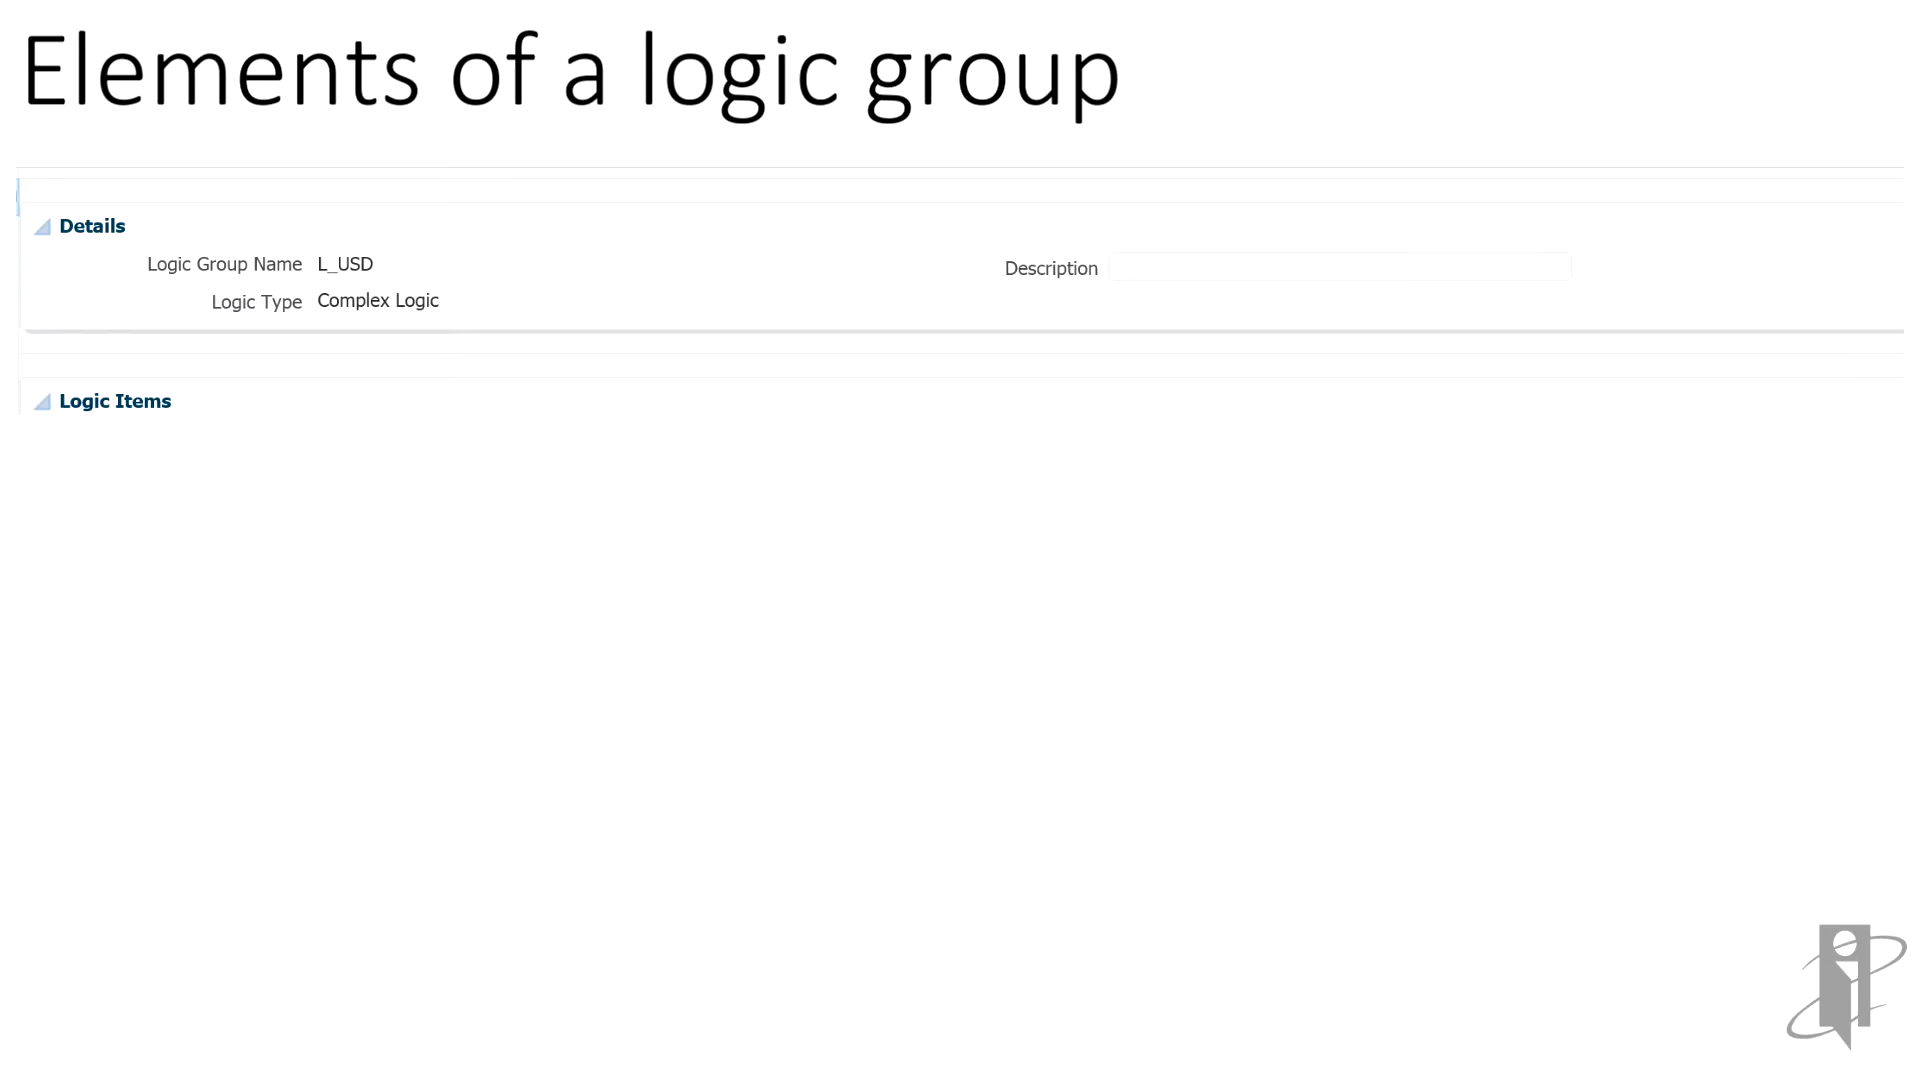 Elements of a logic group
Details
Logic Group Name L_USD
Description
Logic Type Complex Logic
Logic Items